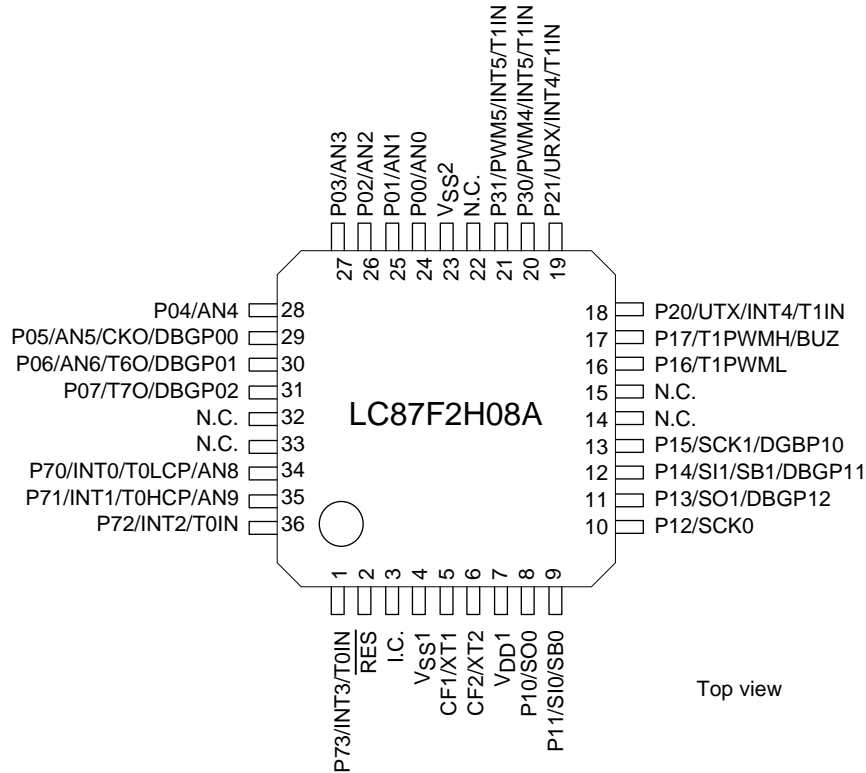 P03/AN3
P02/AN2
P01/AN1
P00/AN0
VSS2
N.C.
P31/PWM5/INT5/T1IN
P30/PWM4/INT5/T1IN
P21/URX/INT4/T1IN
27
26
25
24
23
22
21
20
19
P04/AN4 28
P05/AN5/CKO/DBGP00 29
P06/AN6/T6O/DBGP01 30
P07/T7O/DBGP02 31
N.C. 32
N.C. 33
P70/INT0/T0LCP/AN8 34
P71/INT1/T0HCP/AN9 35
P72/INT2/T0IN 36
LC87F2H08A
18 P20/UTX/INT4/T1IN
17 P17/T1PWMH/BUZ
16 P16/T1PWML
15 N.C.
14 N.C.
13 P15/SCK1/DGBP10
12 P14/SI1/SB1/DBGP11
11 P13/SO1/DBGP12
10 P12/SCK0
1
2
3
4
5
6
7
8
9
P73/INT3/T0IN
RES
I.C.
VSS1
CF1/XT1
CF2/XT2
VDD1
P10/SO0
P11/SI0/SB0
Top view